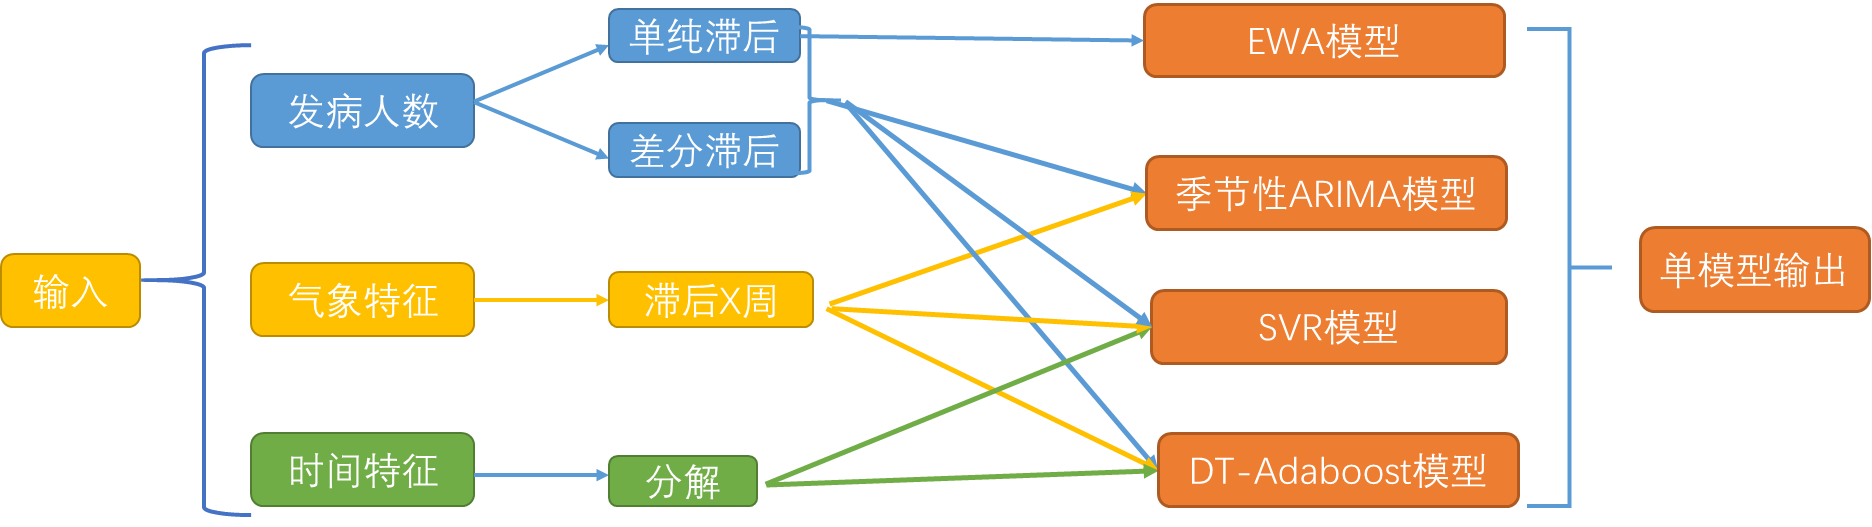 输入
发病人数
气象特征
时间特征
单纯滞后
差分滞后
滞后X周
分解
EWA模型
季节性ARIMA模型
SVR模型
DT-Adaboost模型
单模型输出